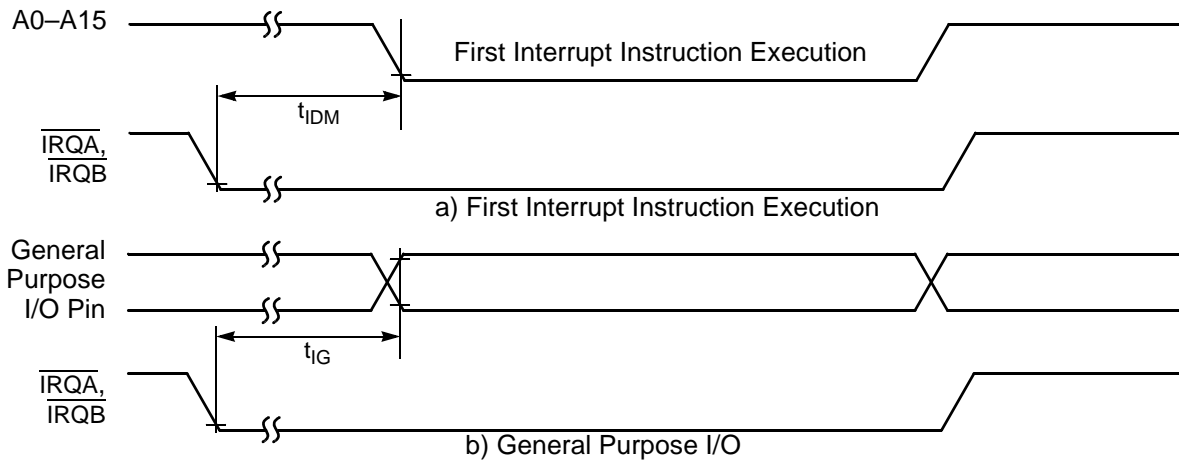 A0–A15
First Interrupt Instruction Execution
tIDM
IRQA,
IRQB
a) First Interrupt Instruction Execution
General
Purpose
I/O Pin
tIG
IRQA,
IRQB
b) General Purpose I/O